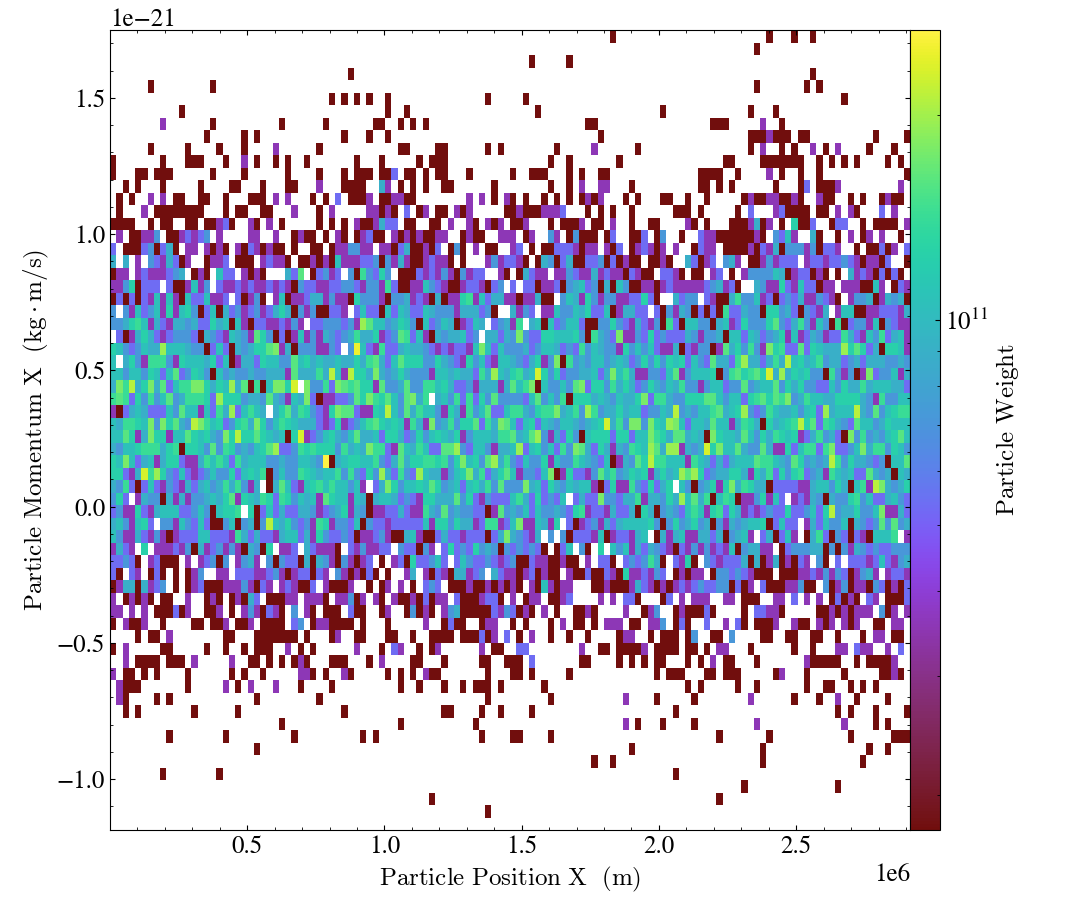 1e−21
1.5
1.0
0.5
0.0
−0.5
−1.0
Particle Momentum X (kg · m/s)
0.5 1.0 1.5 2.0 2.5
1e6
Particle Position X (m)
10¹¹
Particle Weight